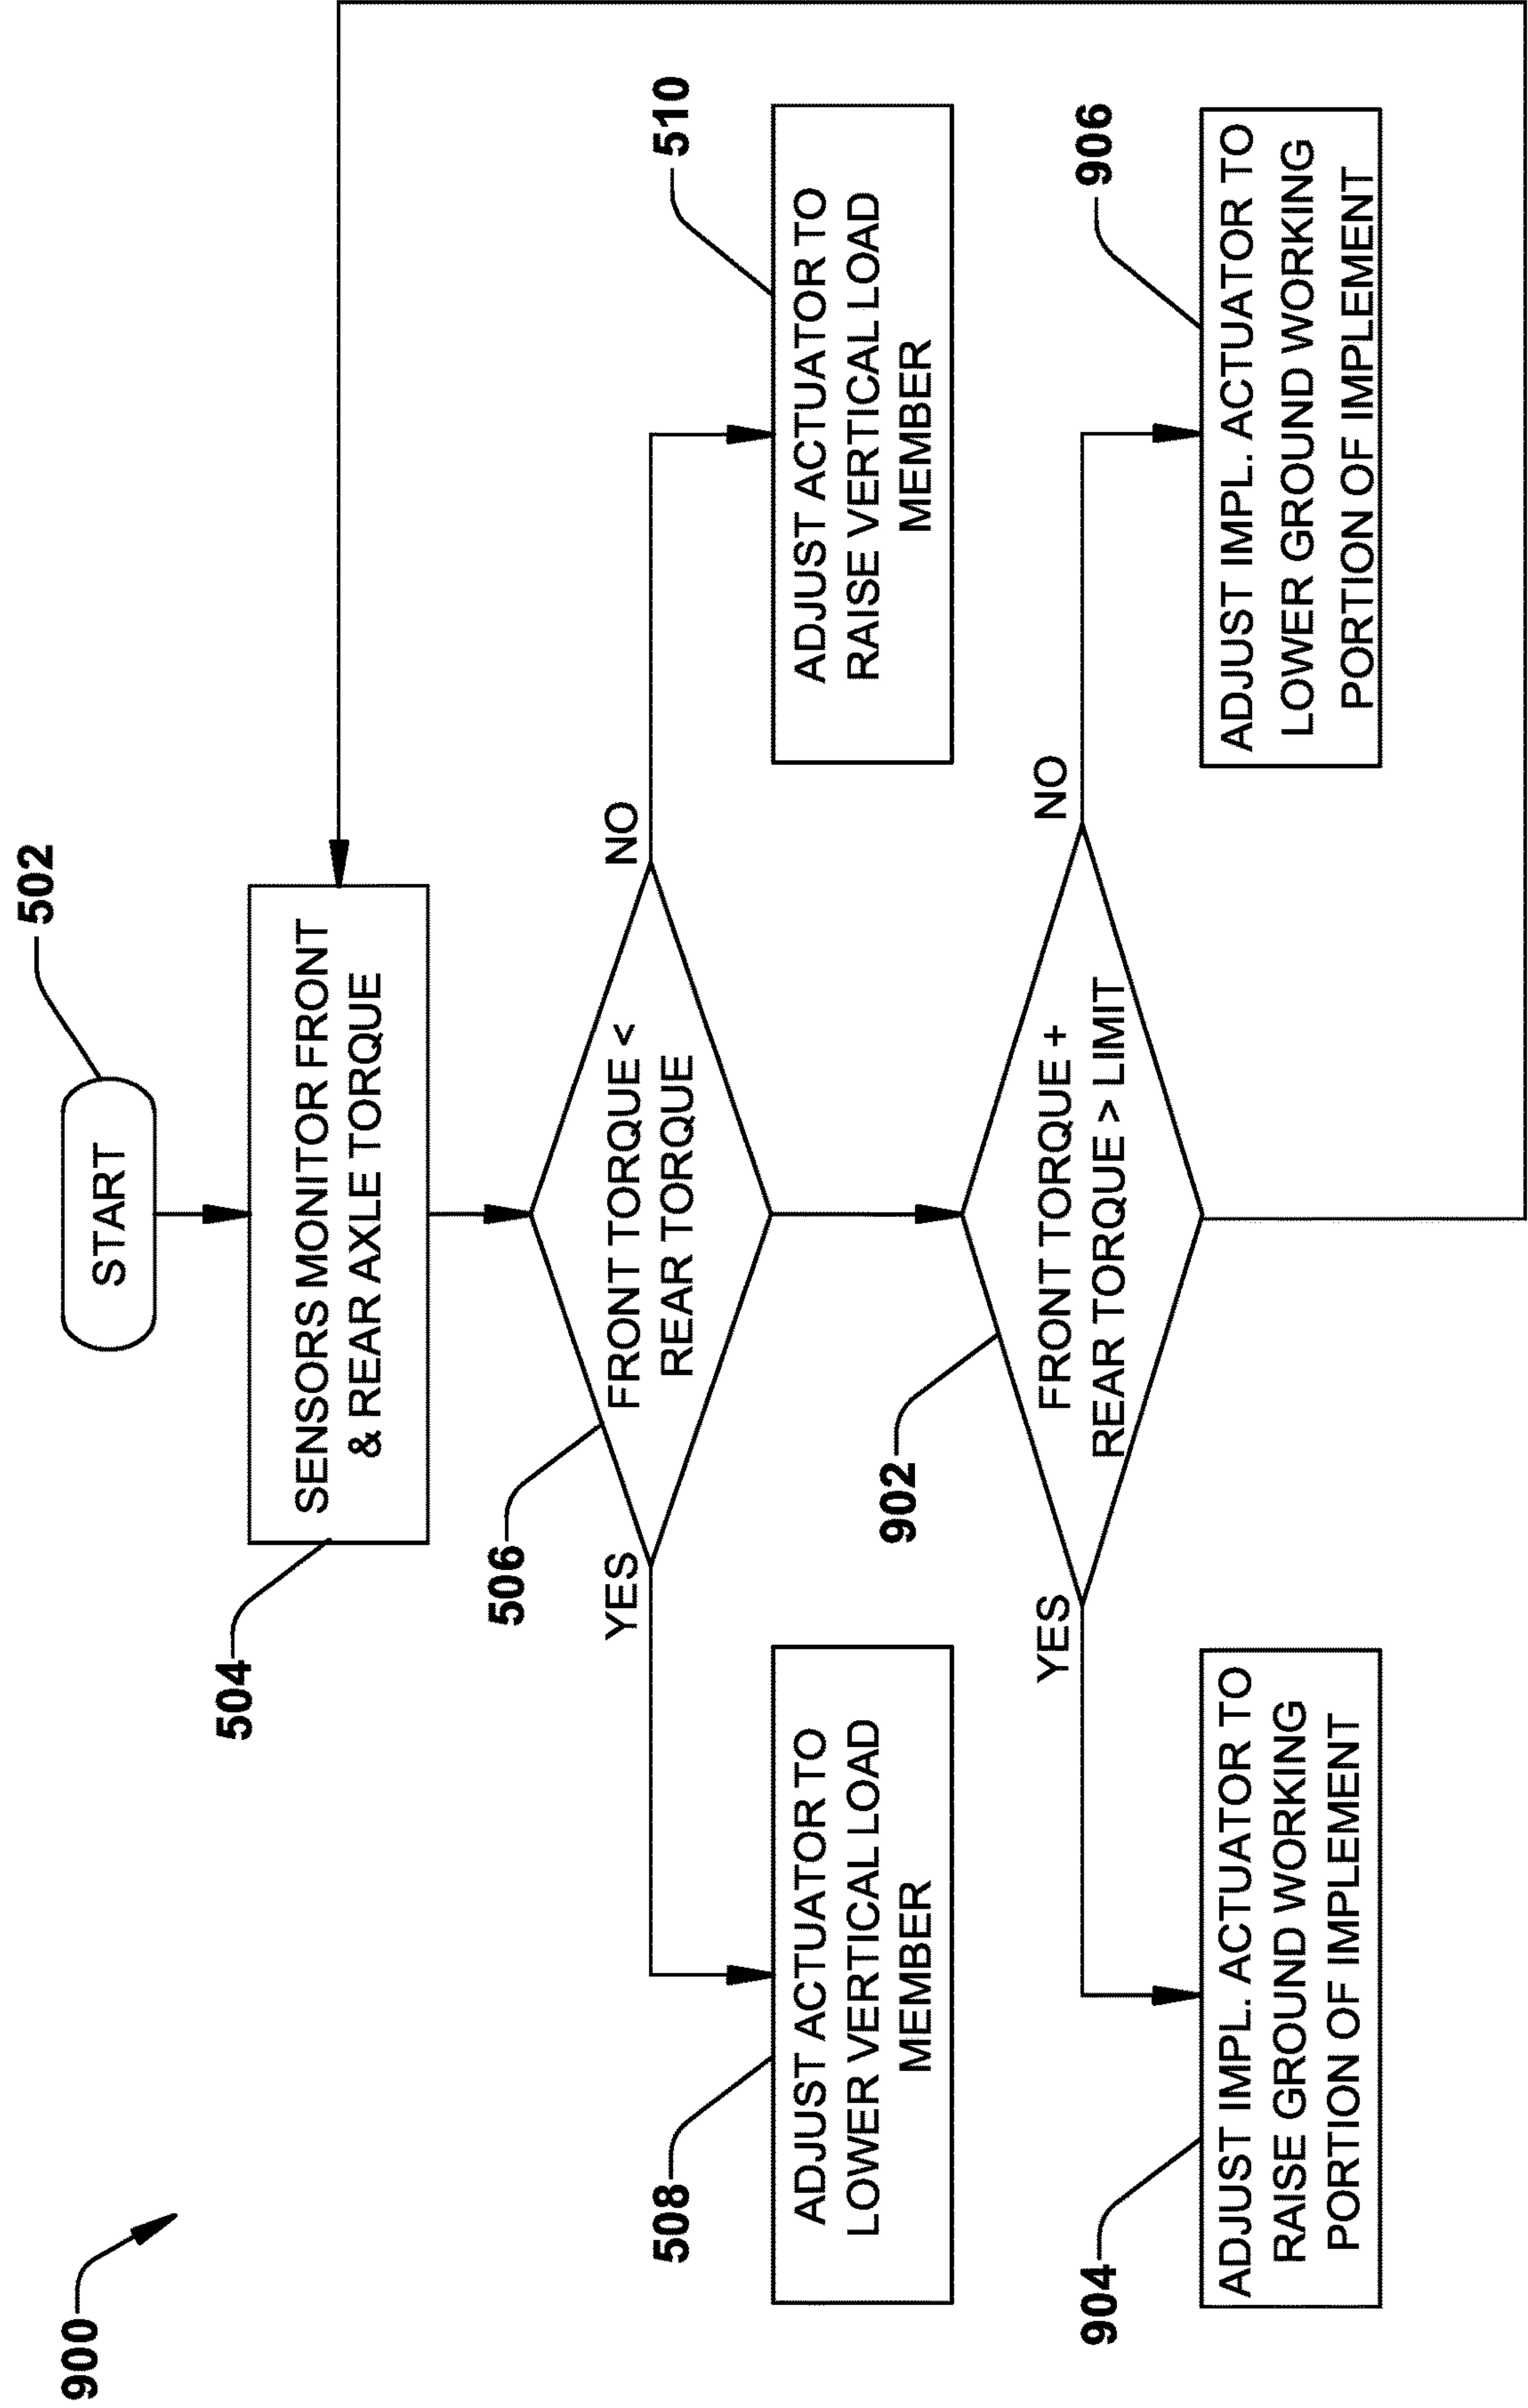 900
START
502
504
SENSORS MONITOR FRONT
& REAR AXLE TORQUE
506
YES
FRONT TORQUE <
REAR TORQUE
NO
508
ADJUST ACTUATOR TO
LOWER VERTICAL LOAD
MEMBER
510
ADJUST ACTUATOR TO
RAISE VERTICAL LOAD
MEMBER
902
YES
FRONT TORQUE +
REAR TORQUE > LIMIT
NO
904
ADJUST IMPL. ACTUATOR TO
RAISE GROUND WORKING
PORTION OF IMPLEMENT
906
ADJUST IMPL. ACTUATOR TO
LOWER GROUND WORKING
PORTION OF IMPLEMENT